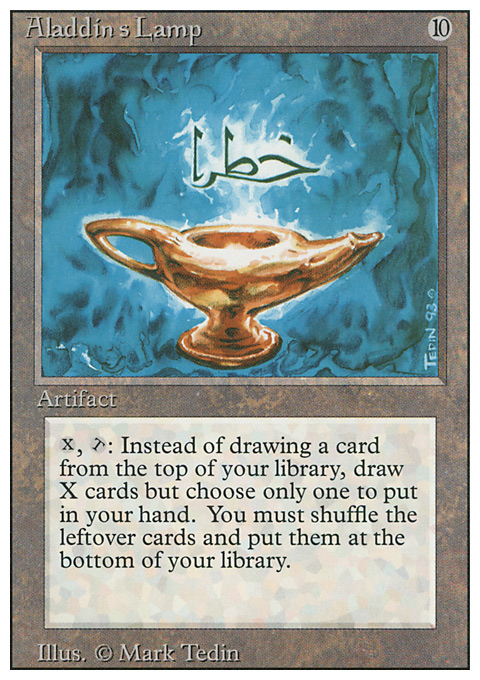 Aladdin's Lamp 10
خطرا
TEDIN 93 ©
Artifact
X, T: Instead of drawing a card
from the top of your library, draw
X cards but choose only one to put
in your hand. You must shuffle the
leftover cards and put them at the
bottom of your library.
Illus. © Mark Tedin